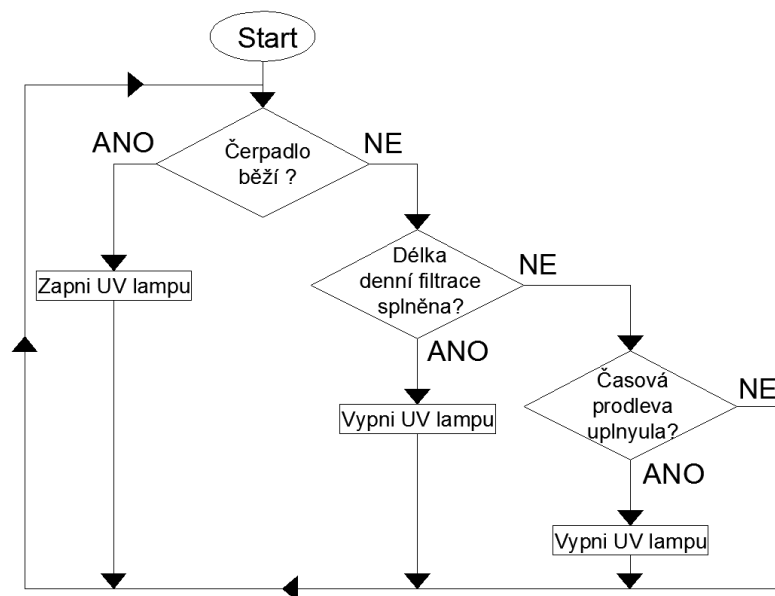 Start
ANO
NE
Čerpadlo
běží ?
Zapni UV lampu
Délka
denní filtrace
splněna?
NE
ANO
Vypni UV lampu
Časová
prodleva
uplnyula?
NE
ANO
Vypni UV lampu